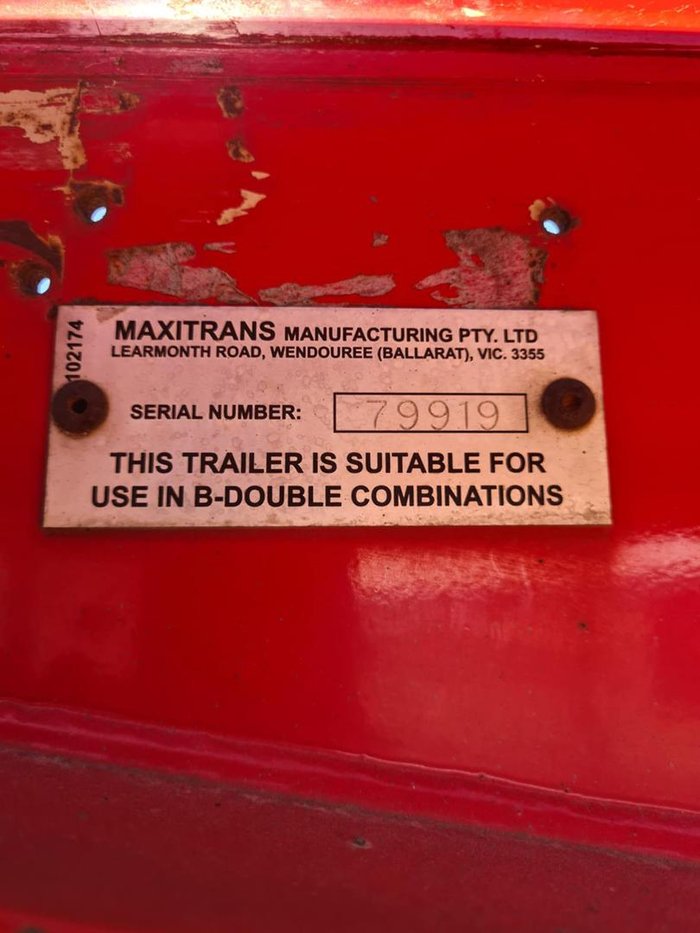 102174
MAXITRANS MANUFACTURING PTY. LTD
LEARMONTH ROAD, WENDOUREE (BALLARAT), VIC. 3355
SERIAL NUMBER: 79919
THIS TRAILER IS SUITABLE FOR
USE IN B-DOUBLE COMBINATIONS